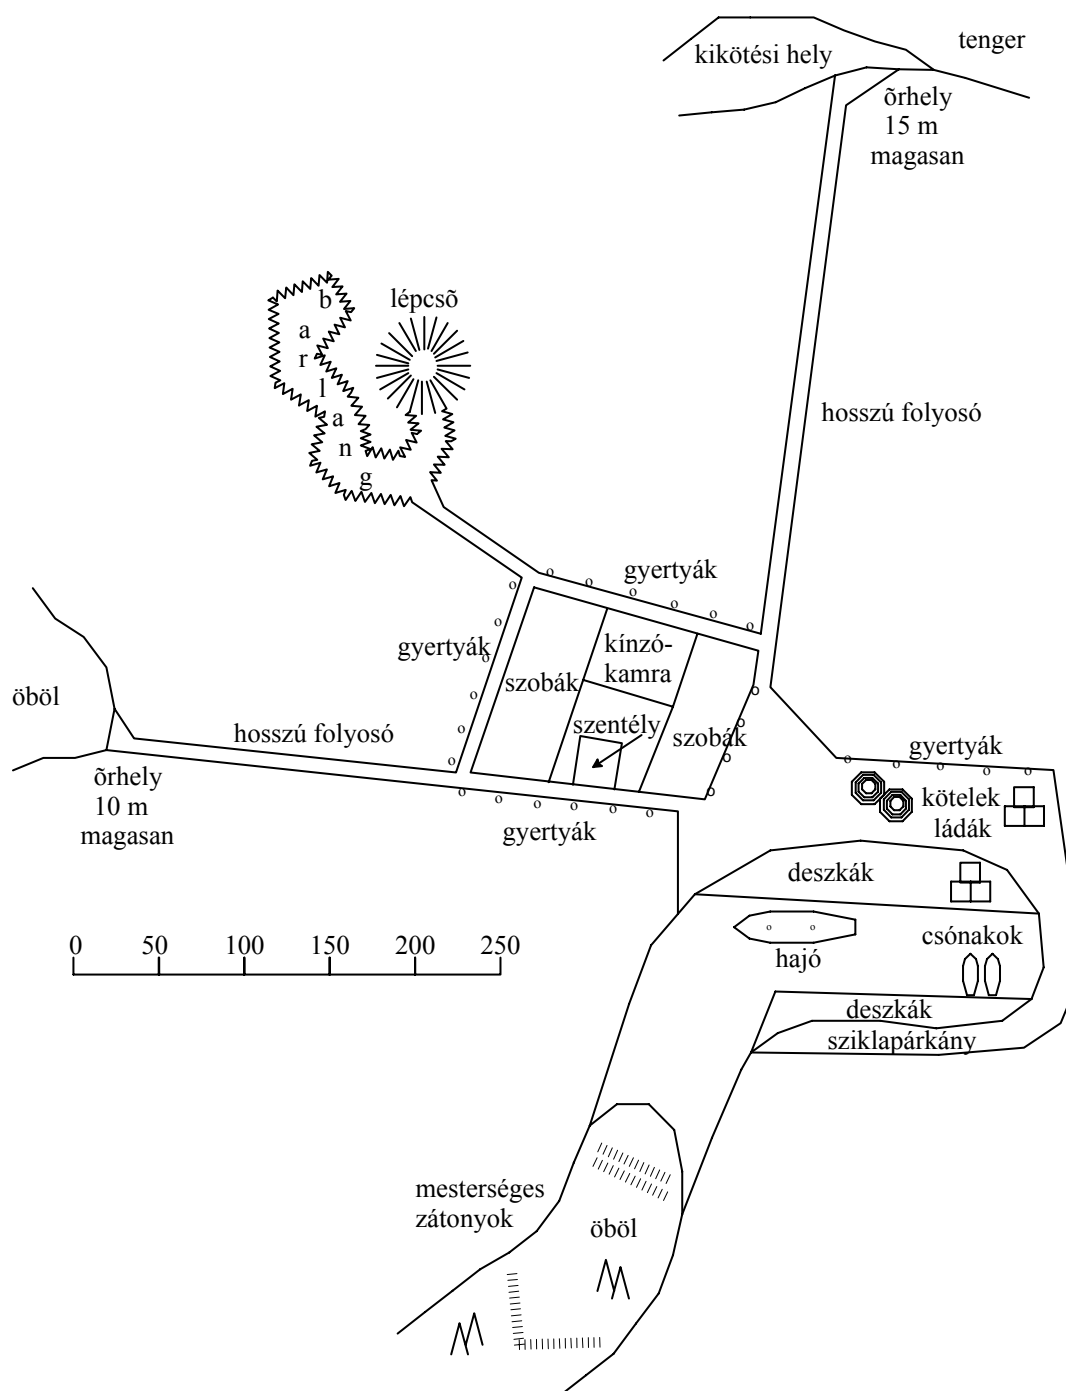 tenger
kikötési hely
õrhely
15 m
magasan
lépcsõ
b
a
r
l
a
n
g
hosszú folyosó
gyertyák
gyertyák
kínzó-
kamra
szobák
öböl
szentély
szobák
hosszú folyosó
gyertyák
õrhely
10 m
magasan
kötelek
ládák
gyertyák
deszkák
csónakok
0 50 100 150 200 250
hajó
deszkák
sziklapárkány
mesterséges
zátonyok
öböl